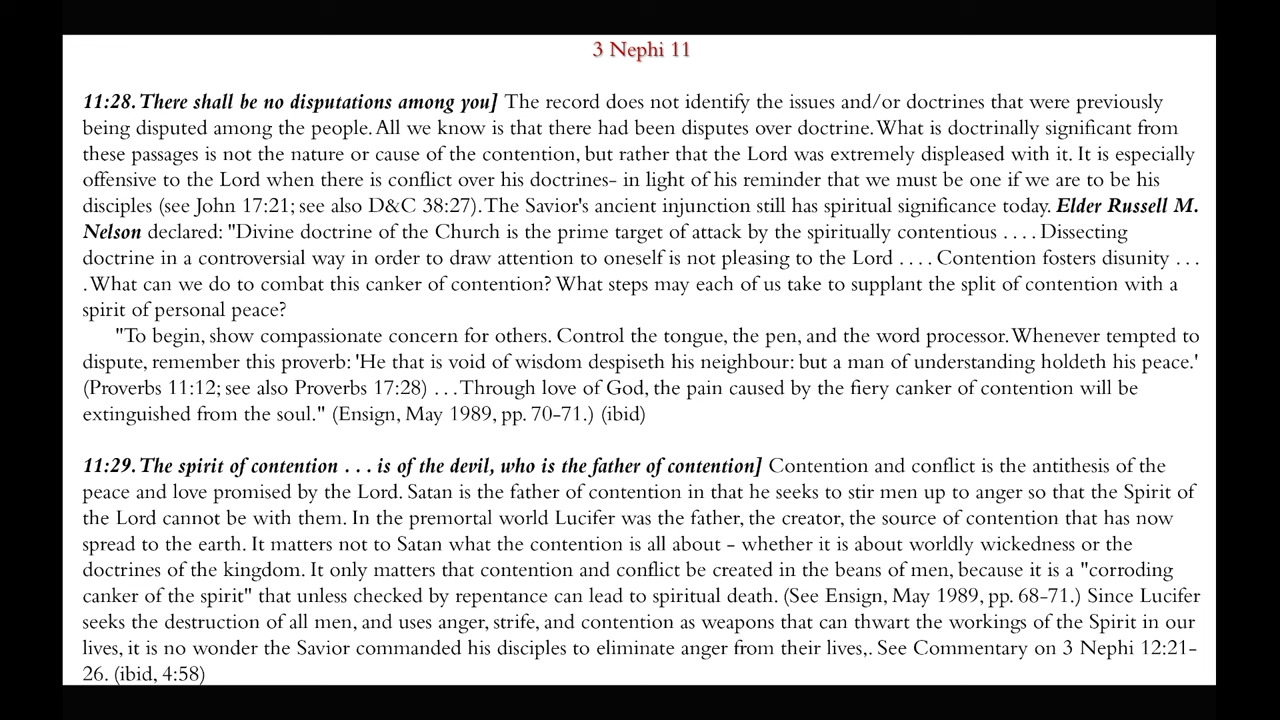 3 Nephi 11
11:28. There shall be no disputations among you] The record does not identify the issues and/or doctrines that were previously
being disputed among the people. All we know is that there had been disputes over doctrine. What is doctrinally significant from
these passages is not the nature or cause of the contention, but rather that the Lord was extremely displeased with it. It is especially
offensive to the Lord when there is conflict over his doctrines- in light of his reminder that we must be one if we are to be his
disciples (see John 17:21; see also D&C 38:27). The Savior's ancient injunction still has spiritual significance today. Elder Russell M.
Nelson declared: "Divine doctrine of the Church is the prime target of attack by the spiritually contentious . . . . Dissecting
doctrine in a controversial way in order to draw attention to oneself is not pleasing to the Lord . . . . Contention fosters disunity . . .
. What can we do to combat this canker of contention? What steps may each of us take to supplant the split of contention with a
spirit of personal peace?
"To begin, show compassionate concern for others. Control the tongue, the pen, and the word processor. Whenever tempted to
dispute, remember this proverb: 'He that is void of wisdom despiseth his neighbour: but a man of understanding holdeth his peace.'
(Proverbs 11:12; see also Proverbs 17:28) . . . Through love of God, the pain caused by the fiery canker of contention will be
extinguished from the soul." (Ensign, May 1989, pp. 70-71.) (ibid)
11:29. The spirit of contention . . . is of the devil, who is the father of contention] Contention and conflict is the antithesis of the
peace and love promised by the Lord. Satan is the father of contention in that he seeks to stir men up to anger so that the Spirit of
the Lord cannot be with them. In the premortal world Lucifer was the father, the creator, the source of contention that has now
spread to the earth. It matters not to Satan what the contention is all about - whether it is about worldly wickedness or the
doctrines of the kingdom. It only matters that contention and conflict be created in the beans of men, because it is a "corroding
canker of the spirit" that unless checked by repentance can lead to spiritual death. (See Ensign, May 1989, pp. 68-71.) Since Lucifer
seeks the destruction of all men, and uses anger, strife, and contention as weapons that can thwart the workings of the Spirit in our
lives, it is no wonder the Savior commanded his disciples to eliminate anger from their lives,. See Commentary on 3 Nephi 12:21-
26. (ibid, 4:58)